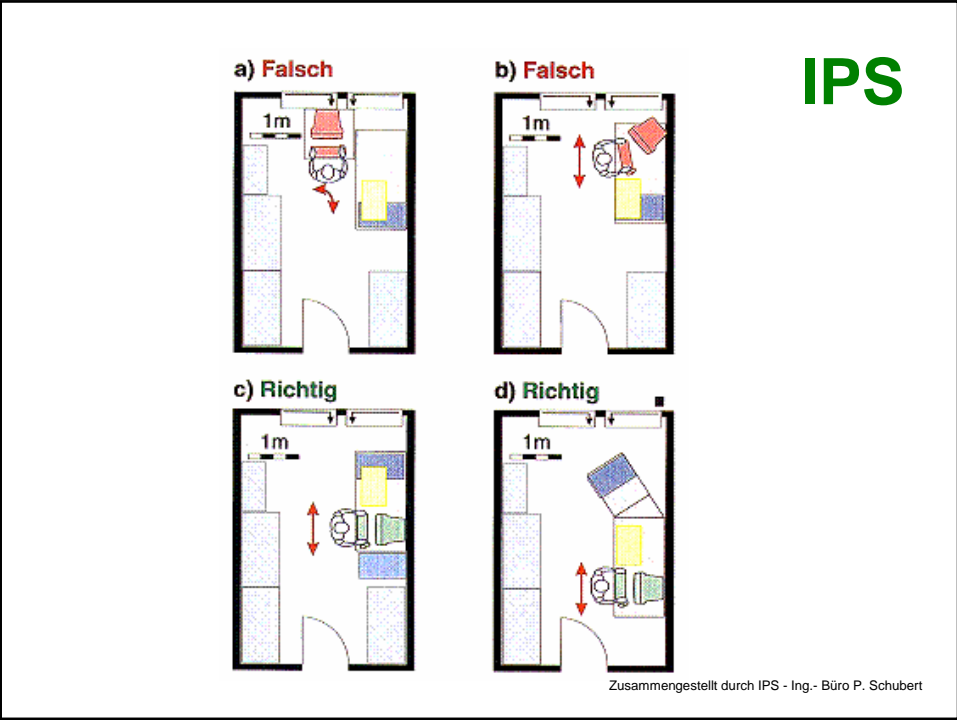 IPS
a) Falsch
b) Falsch
1m
1m
c) Richtig
d) Richtig
1m
1m
Zusammengestellt durch IPS - Ing.- Büro P. Schubert